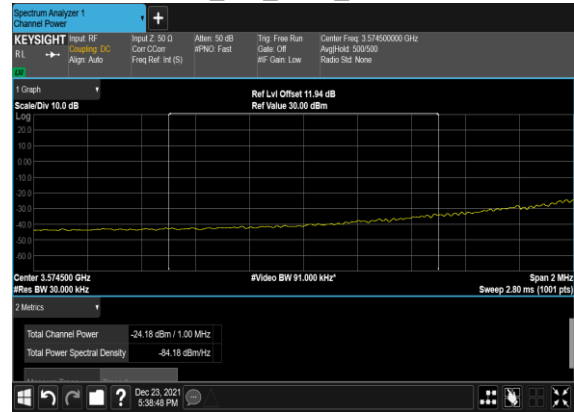 Spectrum Analyzer 1
Channel Power
+
KEYSIGHT Input: RF Input Z: 50 Ω Atten: 50 dB Trig: Free Run Center Freq: 3.574500000 GHz
RL Coupling: DC Corr CCorr #PNO: Fast Gate: Off Avg|Hold: 500/500
Align: Auto Freq Ref: Int (S) #IF Gain: Low Radio Std: None
1 Graph
Ref Lvl Offset 11.94 dB
Scale/Div 10.0 dB Ref Value 30.00 dBm
Log
20.0
10.0
0.00
-10.0
-20.0
-30.0
-40.0
-50.0
-60.0
Center 3.574500 GHz #Video BW 91.000 kHz* Span 2 MHz
#Res BW 30.000 kHz Sweep 2.80 ms (1001 pts)
2 Metrics
Total Channel Power -24.18 dBm / 1.00 MHz
Total Power Spectral Density -84.18 dBm/Hz
? Dec 23, 2021
5:38:48 PM